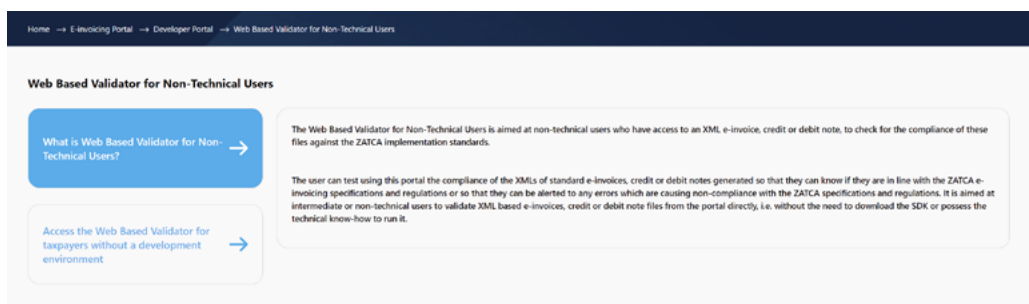 Home → E-invoicing Portal → Developer Portal → Web Based Validator for Non-Technical Users
Web Based Validator for Non-Technical Users
What is Web Based Validator for Non-
Technical Users?
Access the Web Based Validator for
taxpayers without a development
environment
The Web Based Validator for Non-Technical Users is aimed at non-technical users who have access to an XML e-invoice, credit or debit note, to check for the compliance of these
files against the ZATCA implementation standards.
The user can test using this portal the compliance of the XMLs of standard e-invoices, credit or debit notes generated so that they can know if they are in line with the ZATCA e-
invoicing specifications and regulations or so that they can be alerted to any errors which are causing non-compliance with the ZATCA specifications and regulations. It is aimed at
intermediate or non-technical users to validate XML based e-invoices, credit or debit note files from the portal directly, i.e. without the need to download the SDK or possess the
technical know-how to run it.